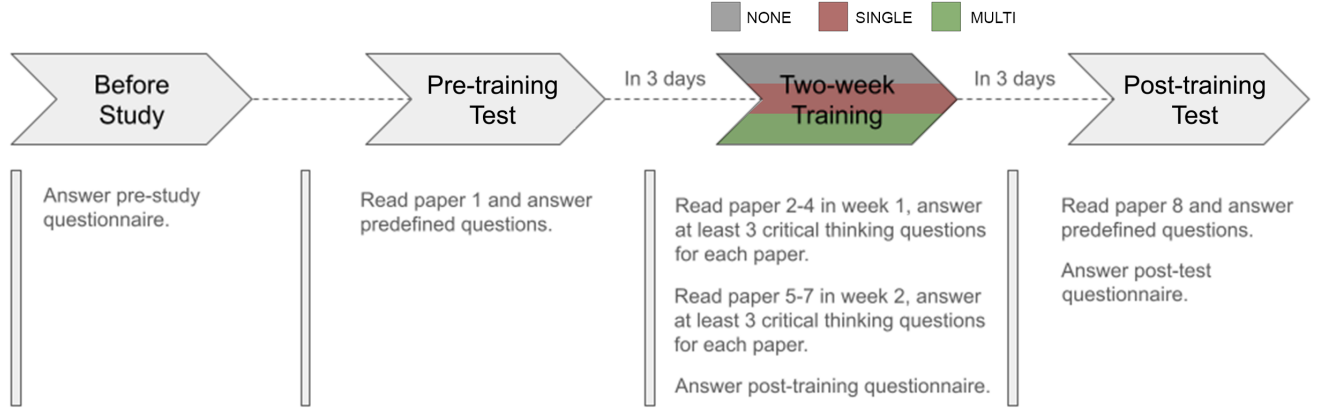 NONE
SINGLE
MULTI
Before
Study
Pre-training
Test
In 3 days
Two-week
Training
In 3 days
Post-training
Test
Answer pre-study
questionnaire.
Read paper 1 and answer
predefined questions.
Read paper 2-4 in week 1, answer
at least 3 critical thinking questions
for each paper.
Read paper 5-7 in week 2, answer
at least 3 critical thinking questions
for each paper.
Answer post-training questionnaire.
Read paper 8 and answer
predefined questions.
Answer post-test
questionnaire.